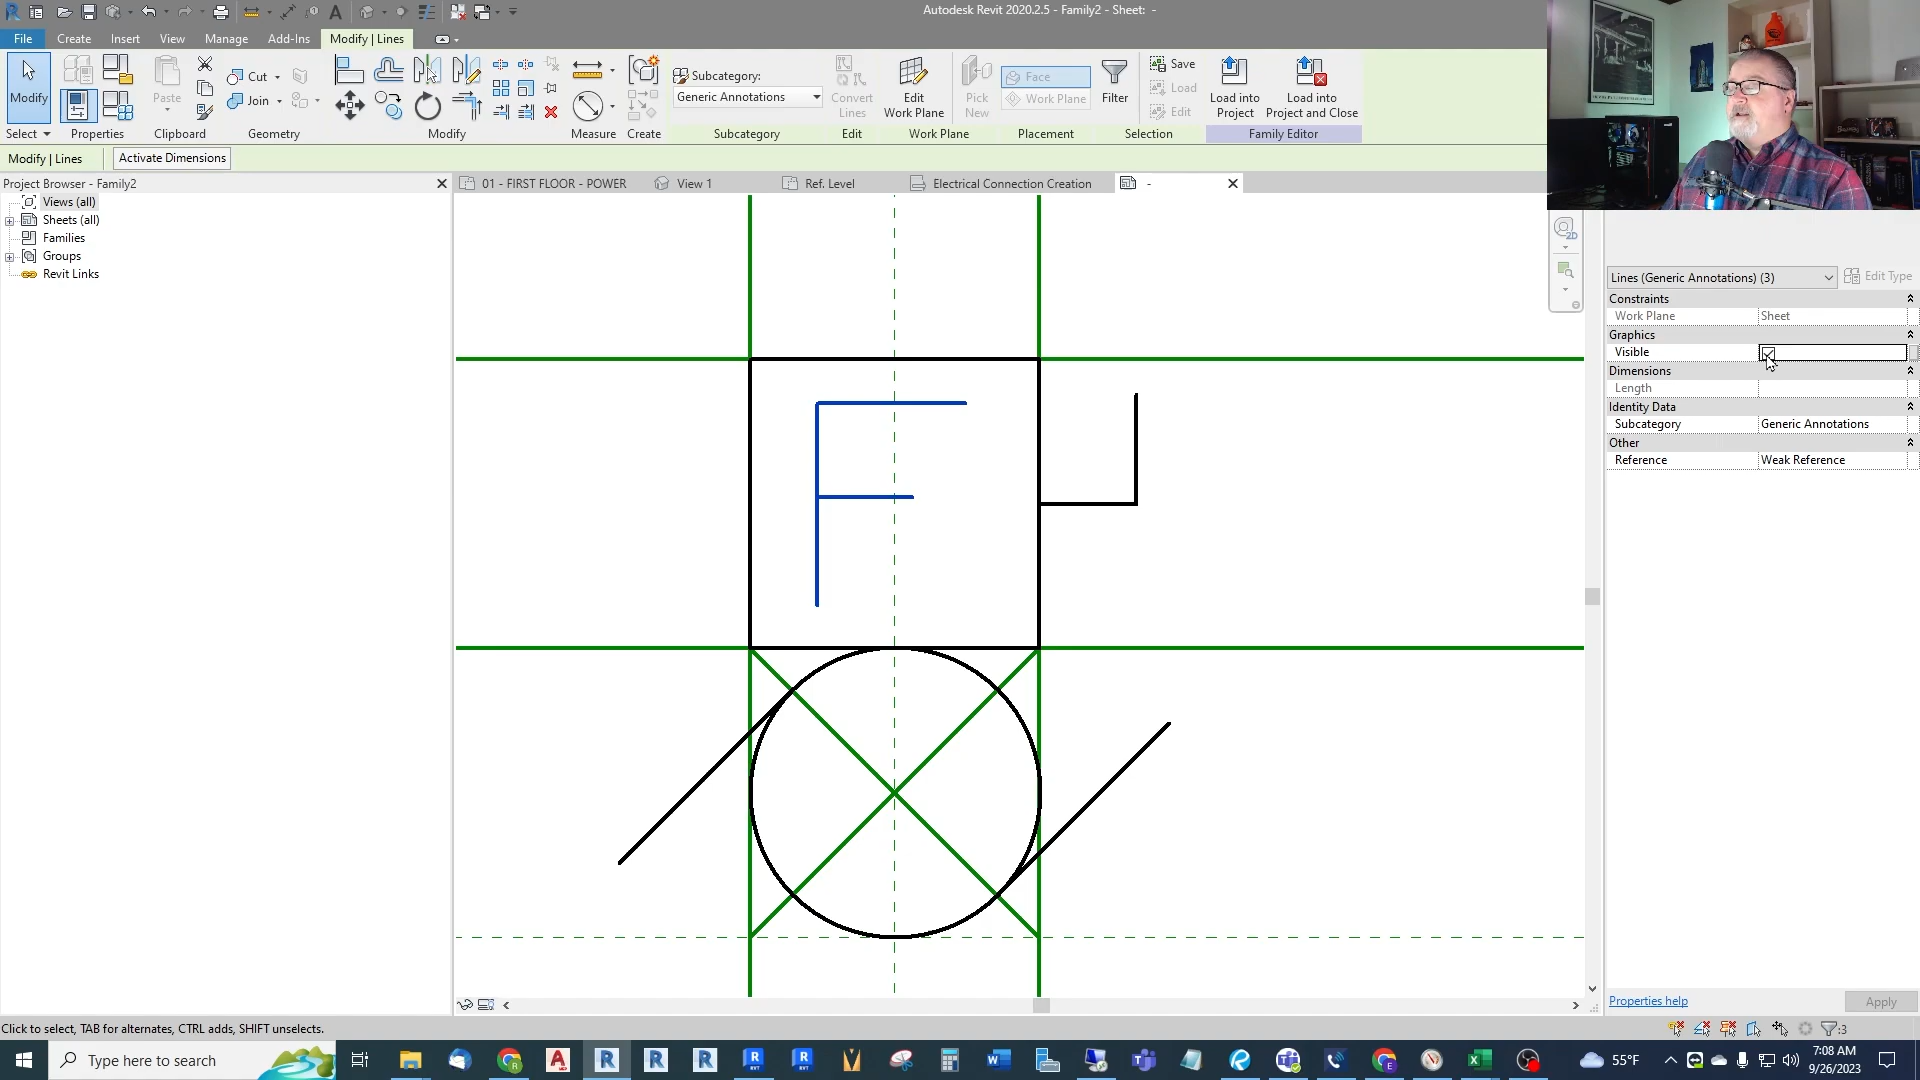 Autodesk Revit 2020.2.5 - Family2 - Sheet: -
File Create Insert View Manage Add-Ins Modify | Lines
Modify
Paste
Cut
Join
Subcategory:
Generic Annotations
Convert
Lines
Edit
Work Plane
Pick
New
Face
Work Plane
Filter
Save
Load
Edit
Load into
Project
Load into
Project and Close
Select Properties Clipboard Geometry Modify Measure Create Subcategory Edit Work Plane Placement Selection Family Editor
Modify | Lines Activate Dimensions
Project Browser - Family2
01 - FIRST FLOOR - POWER View 1 Ref. Level Electrical Connection Creation -
Views (all)
Sheets (all)
Families
Groups
Revit Links
2D
Lines (Generic Annotations) (3) Edit Type
Constraints
Work Plane Sheet
Graphics
Visible
Dimensions
Length
Identity Data
Subcategory Generic Annotations
Other
Reference Weak Reference
F
Properties help Apply
Click to select, TAB for alternates, CTRL adds, SHIFT unselects.
:3
Type here to search
55°F
7:08 AM
9/26/2023